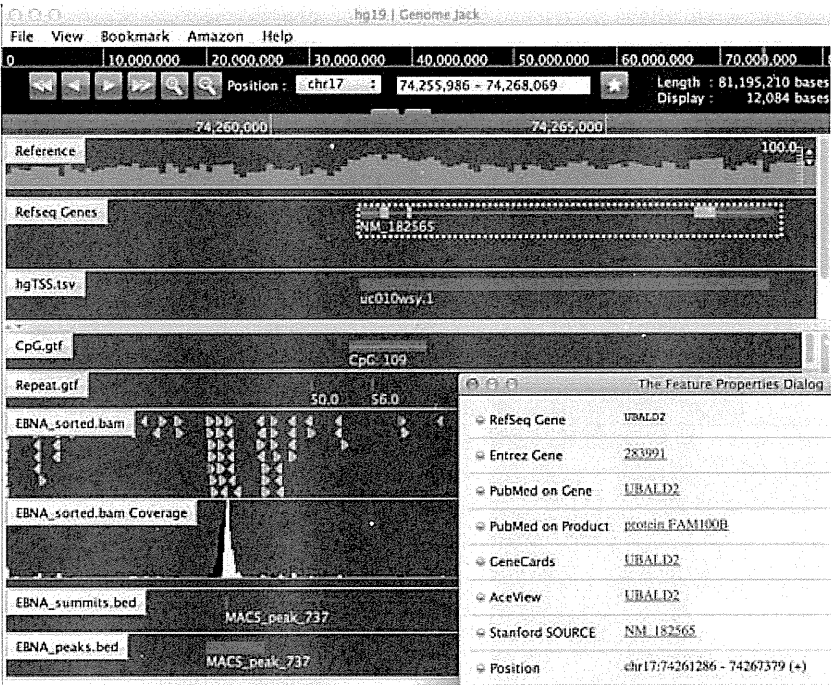 hg19 | Genome Jack
File View Bookmark Amazon Help
0 10,000,000 20,000,000 30,000,000 40,000,000 50,000,000 60,000,000 70,000,000
Position : chr17 74,255,986 - 74,268,069 Length : 81,195,210 bases
Display : 12,084 bases
74,260,000 74,265,000
Reference 100.0
Refseq Genes
NM_182565
hgTSS.tsv
uc010wsy.1
CpG.gtf
CpG: 109
Repeat.gtf
50.0 56.0
The Feature Properties Dialog
EBNA_sorted.bam
RefSeq Gene UBALD2
Entrez Gene 283991
PubMed on Gene UBALD2
EBNA_sorted.bam Coverage
PubMed on Product protein FAM100B
GeneCards UBALD2
AceView UBALD2
EBNA_summits.bed
MACS_peak_737
Stanford SOURCE NM_182565
EBNA_peaks.bed
MACS_peak_737
Position chr17:74261286 - 74267379 (+)